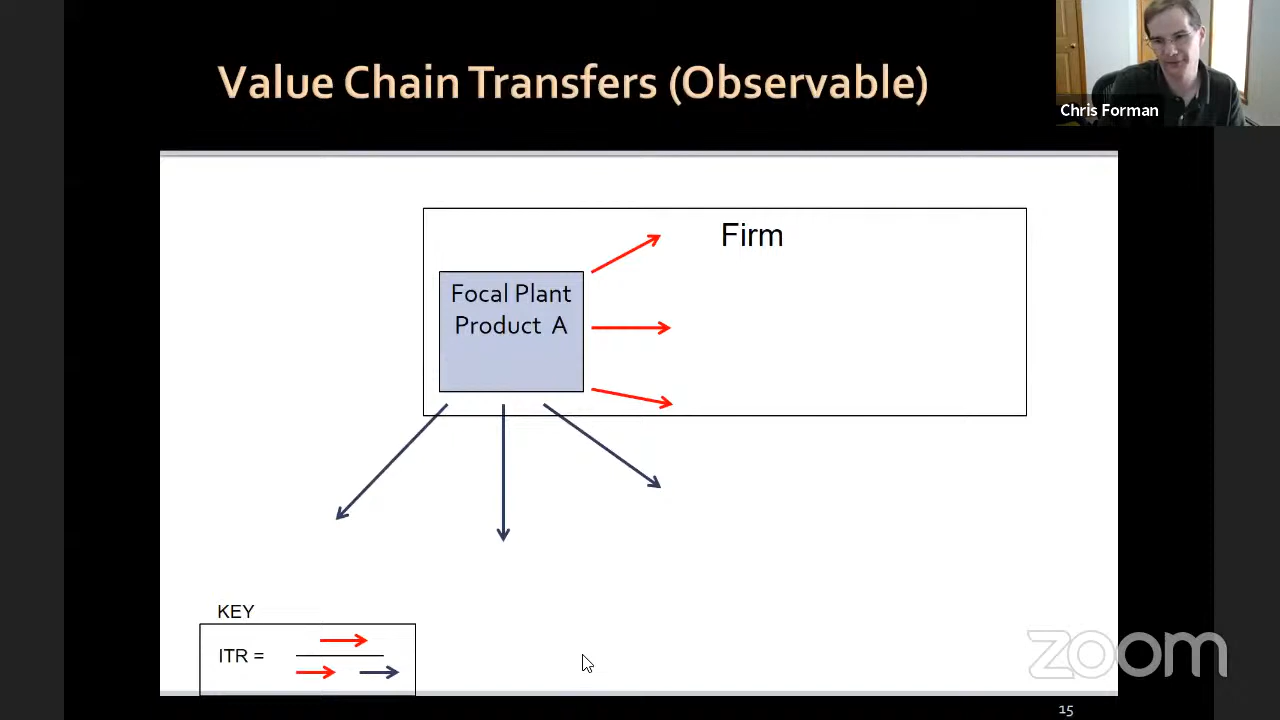 Value Chain Transfers (Observable)
Chris Forman
Firm
Focal Plant
Product A
KEY
ITR =
zoom
15